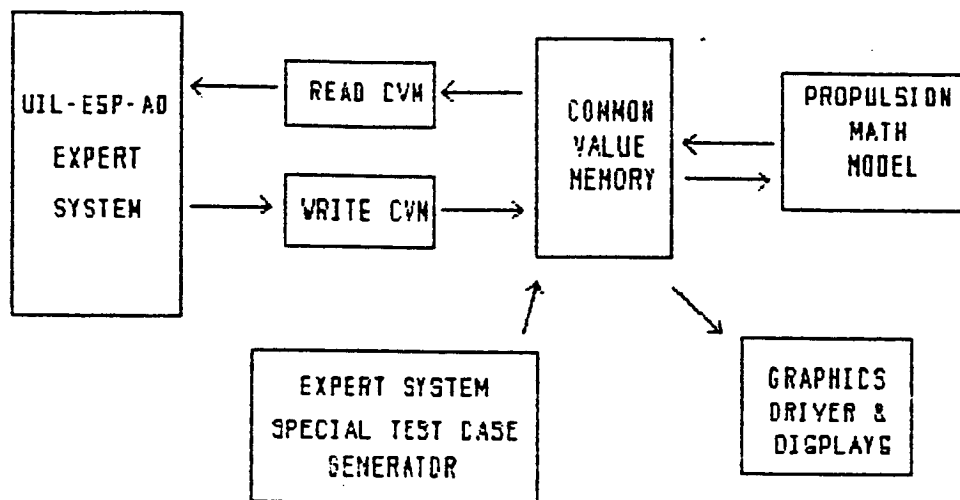 UIL-ESP-AO
EXPERT
SYSTEM
READ CVM
WRITE CVM
COMMON
VALUE
MEMORY
PROPULSION
MATH
MODEL
EXPERT SYSTEM
SPECIAL TEST CASE
GENERATOR
GRAPHICS
DRIVER &
DISPLAYS